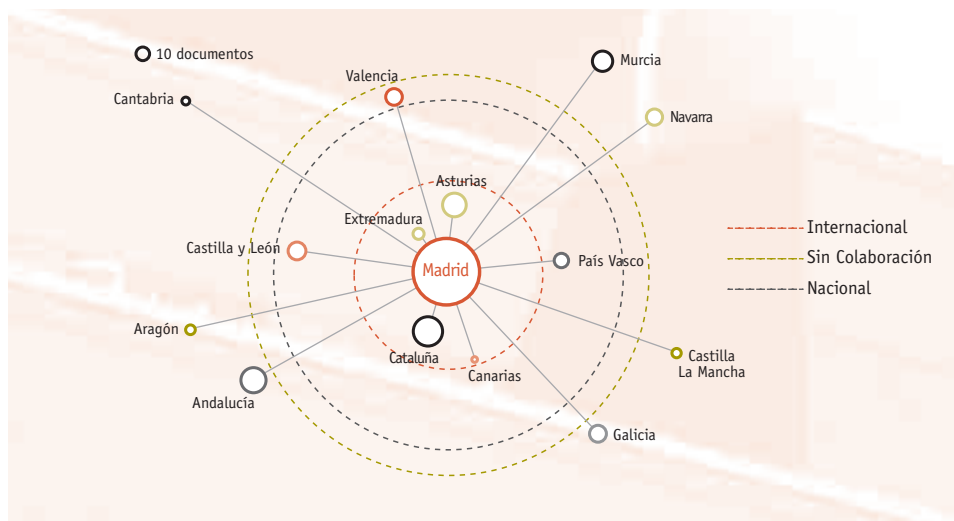 10 documentos
Murcia
Valencia
Cantabria
Navarra
Asturias
Extremadura
Internacional
Castilla y León
Sin Colaboración
Madrid
País Vasco
Nacional
Aragón
Cataluña
Castilla
La Mancha
Canarias
Andalucía
Galicia